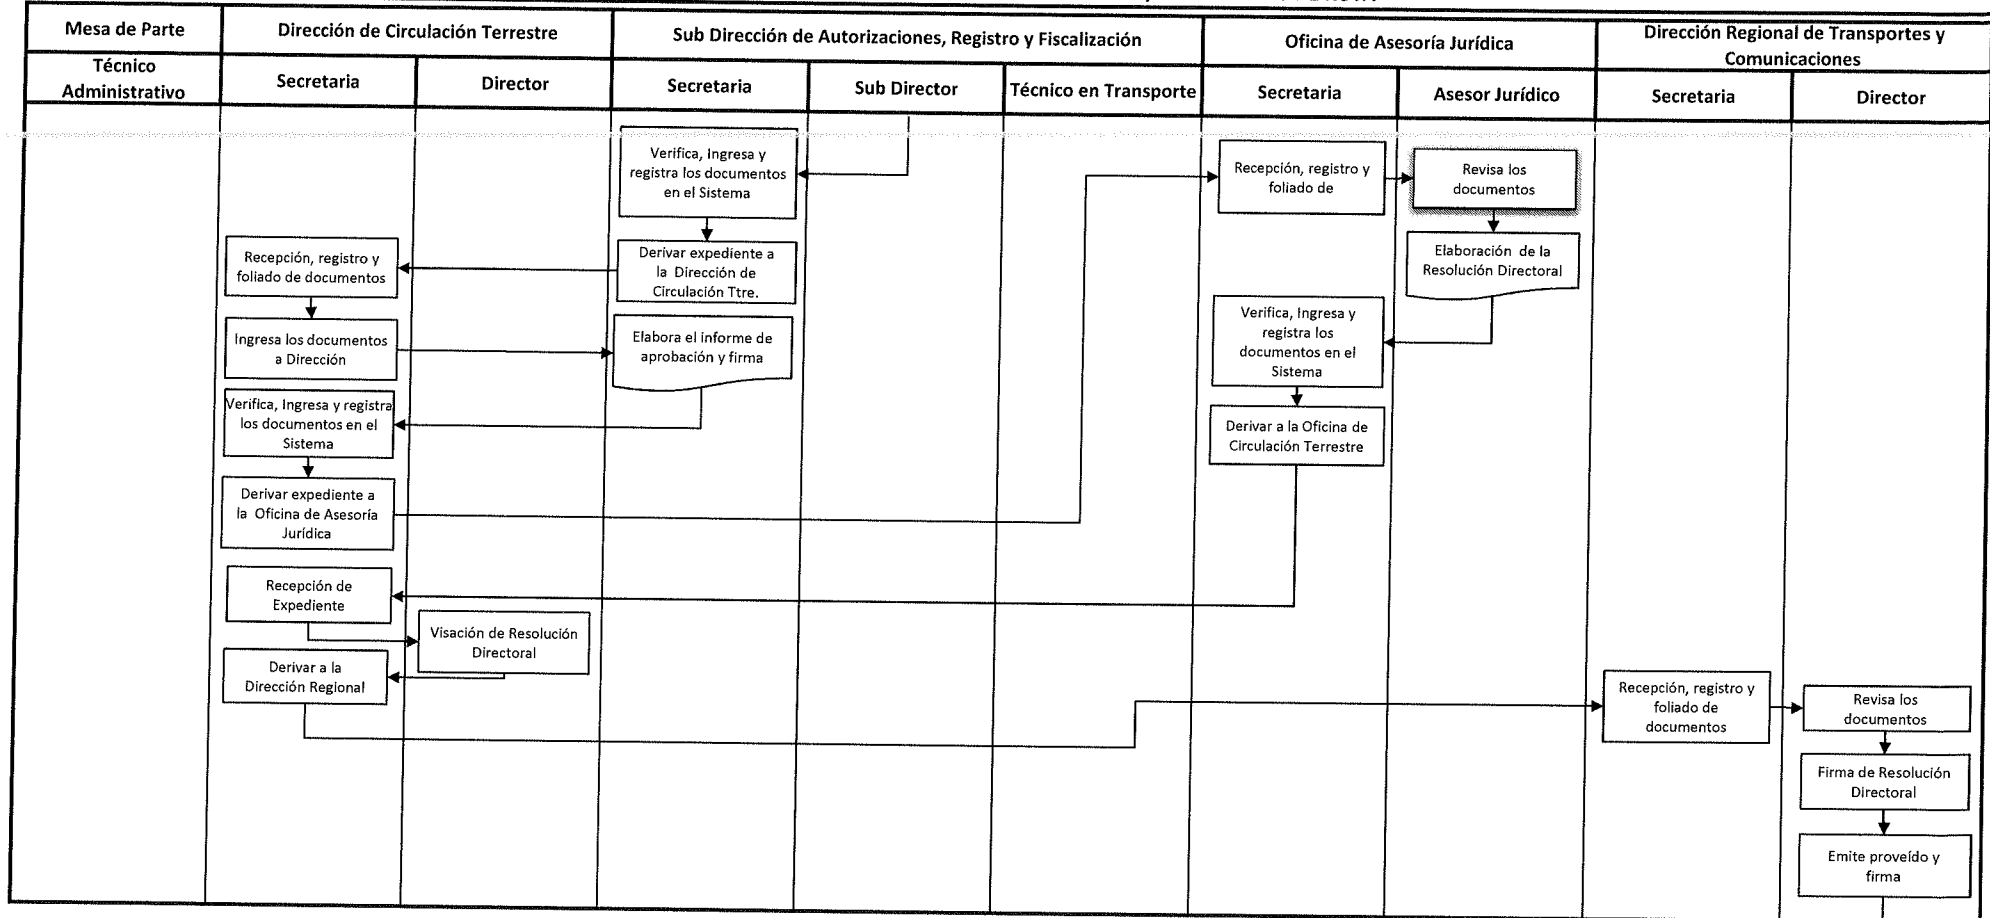 Mesa de Parte
Dirección de Circulación Terrestre
Sub Dirección de Autorizaciones, Registro y Fiscalización
Oficina de Asesoría Jurídica
Dirección Regional de Transportes y
Comunicaciones
Técnico
Administrativo
Secretaria
Director
Secretaria
Sub Director
Técnico en Transporte
Secretaria
Asesor Jurídico
Secretaria
Director
Verifica, Ingresa y
registra los documentos
en el Sistema
Recepción, registro y
foliado de
Revisa los
documentos
Recepción, registro y
foliado de documentos
Derivar expediente a
la Dirección de
Circulación Ttre.
Elaboración de la
Resolución Directoral
Ingresa los documentos
a Dirección
Elabora el informe de
aprobación y firma
Verifica, Ingresa y
registra los
documentos en el
Sistema
Verifica, Ingresa y registra
los documentos en el
Sistema
Derivar a la Oficina de
Circulación Terrestre
Derivar expediente a
la Oficina de Asesoría
Jurídica
Recepción de
Expediente
Visación de Resolución
Directoral
Derivar a la
Dirección Regional
Recepción, registro y
foliado de
documentos
Revisa los
documentos
Firma de Resolución
Directoral
Emite proveído y
firma